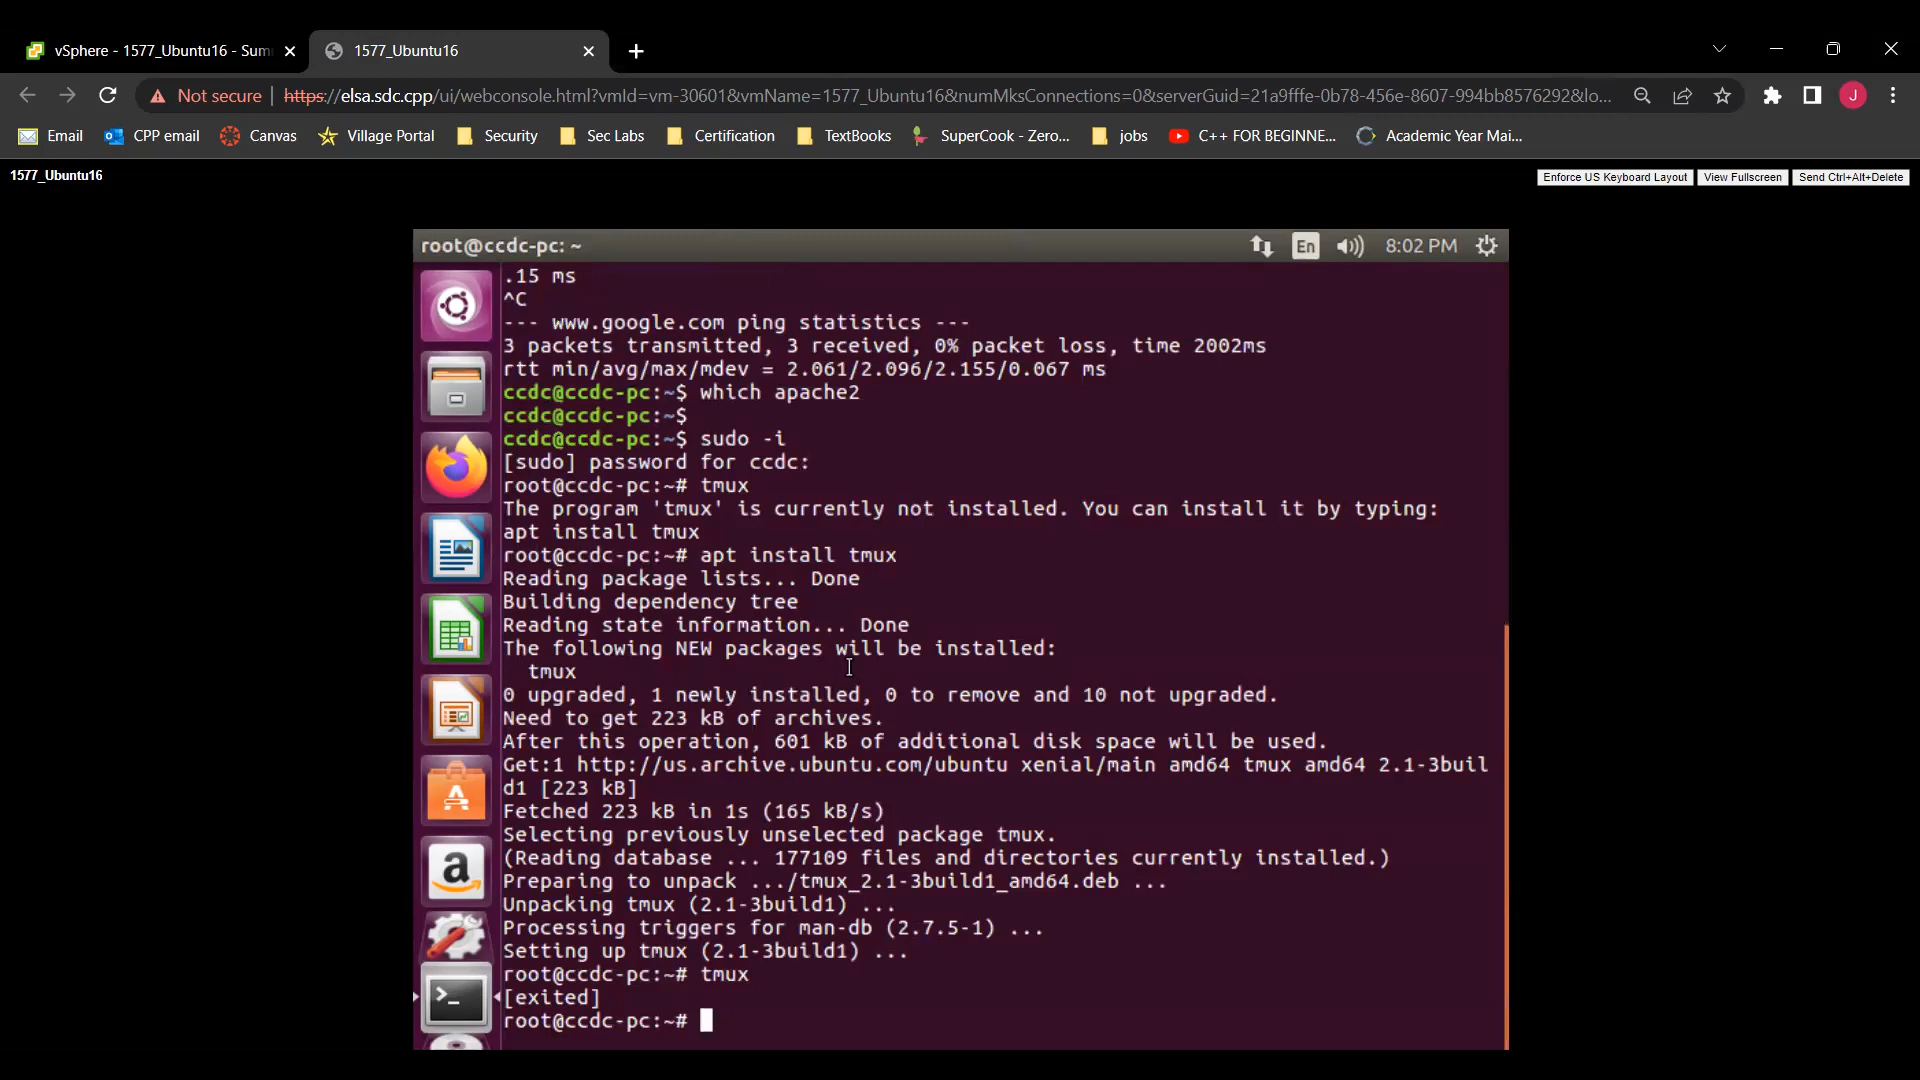 vSphere - 1577_Ubuntu16 - Sum
1577_Ubuntu16
Not secure | https://elsa.sdc.cpp/ui/webconsole.html?vmId=vm-30601&vmName=1577_Ubuntu16&numMksConnections=0&serverGuid=21a9fffe-0b78-456e-8607-994bb8576292&lo...
J
Email CPP email Canvas Village Portal Security Sec Labs Certification TextBooks SuperCook - Zero... jobs C++ FOR BEGINNE... Academic Year Mai...
1577_Ubuntu16
Enforce US Keyboard Layout View Fullscreen Send Ctrl+Alt+Delete
root@ccdc-pc: ~ En 8:02 PM
.15 ms
^C
--- www.google.com ping statistics ---
3 packets transmitted, 3 received, 0% packet loss, time 2002ms
rtt min/avg/max/mdev = 2.061/2.096/2.155/0.067 ms
ccdc@ccdc-pc:~$ which apache2
ccdc@ccdc-pc:~$
ccdc@ccdc-pc:~$ sudo -i
[sudo] password for ccdc:
root@ccdc-pc:~# tmux
The program 'tmux' is currently not installed. You can install it by typing:
apt install tmux
root@ccdc-pc:~# apt install tmux
Reading package lists... Done
Building dependency tree
Reading state information... Done
The following NEW packages will be installed:
  tmux
0 upgraded, 1 newly installed, 0 to remove and 10 not upgraded.
Need to get 223 kB of archives.
After this operation, 601 kB of additional disk space will be used.
Get:1 http://us.archive.ubuntu.com/ubuntu xenial/main amd64 tmux amd64 2.1-3buil
d1 [223 kB]
Fetched 223 kB in 1s (165 kB/s)
Selecting previously unselected package tmux.
(Reading database ... 177109 files and directories currently installed.)
Preparing to unpack .../tmux_2.1-3build1_amd64.deb ...
Unpacking tmux (2.1-3build1) ...
Processing triggers for man-db (2.7.5-1) ...
Setting up tmux (2.1-3build1) ...
root@ccdc-pc:~# tmux
[exited]
root@ccdc-pc:~#